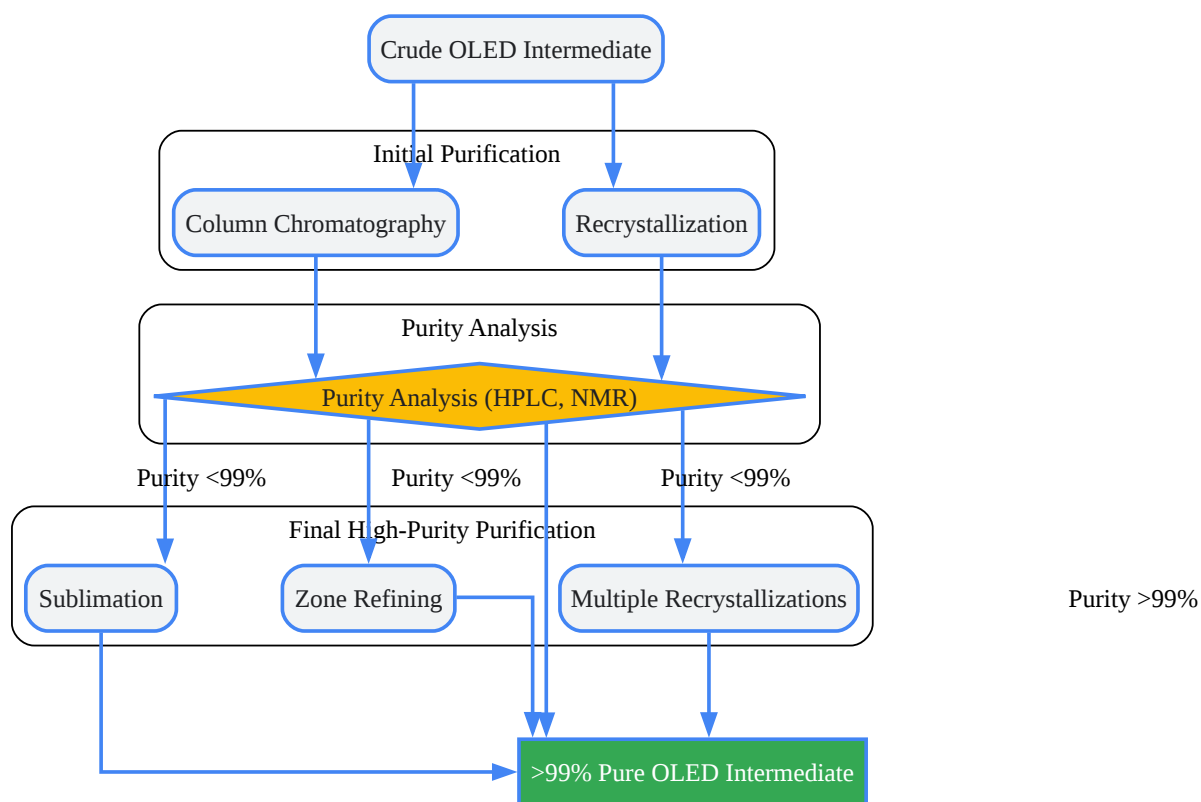 Crude OLED Intermediate
Initial Purification
Column Chromatography
Recrystallization
Purity Analysis
Purity Analysis (HPLC, NMR)
Purity <99%
Purity <99%
Purity <99%
Final High-Purity Purification
Sublimation
Zone Refining
Multiple Recrystallizations
Purity >99%
>99% Pure OLED Intermediate